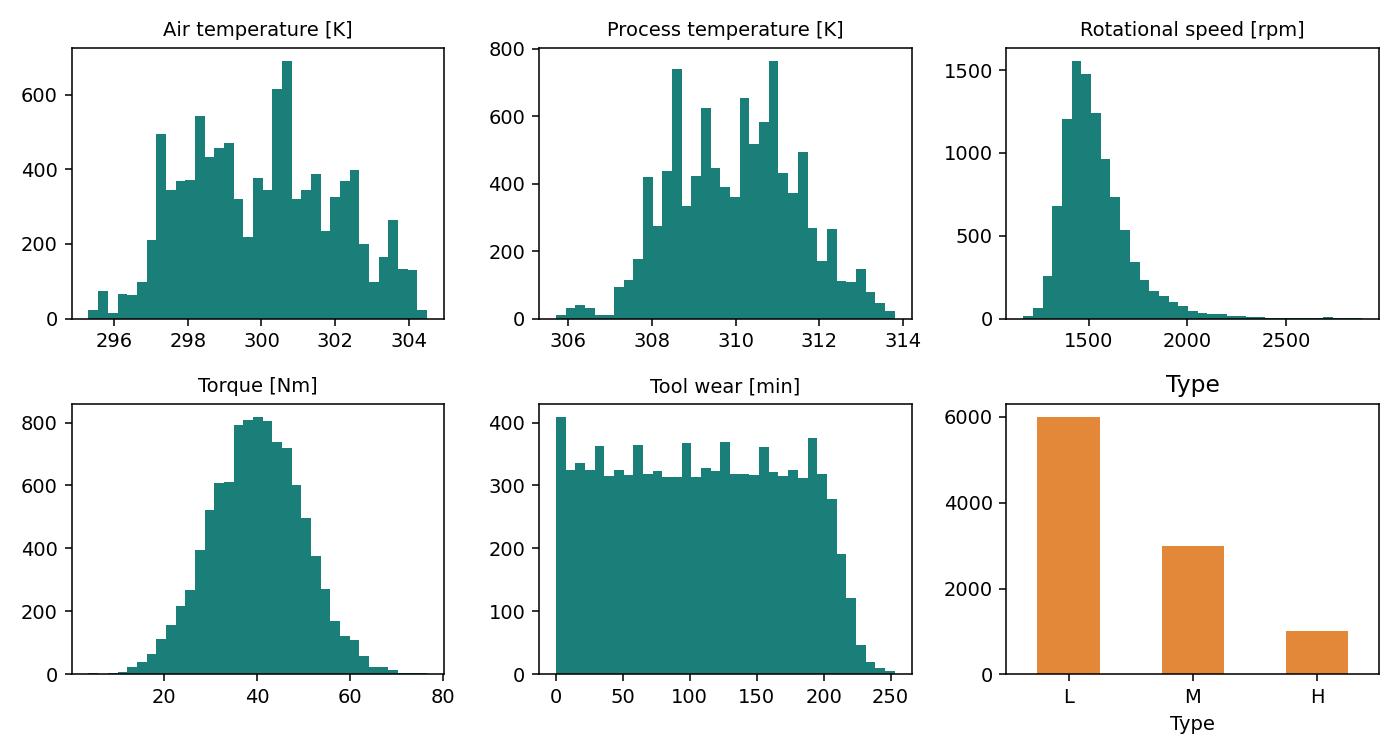 Air temperature [K]
Process temperature [K]
Rotational speed [rpm]
600
400
200
0
296 298 300 302 304
800
600
400
200
0
306 308 310 312 314
1500
1000
500
0
1500 2000 2500
Torque [Nm]
Tool wear [min]
Type
800
600
400
200
0
20 40 60 80
400
300
200
100
0
0 50 100 150 200 250
6000
4000
2000
0
L M H
Type